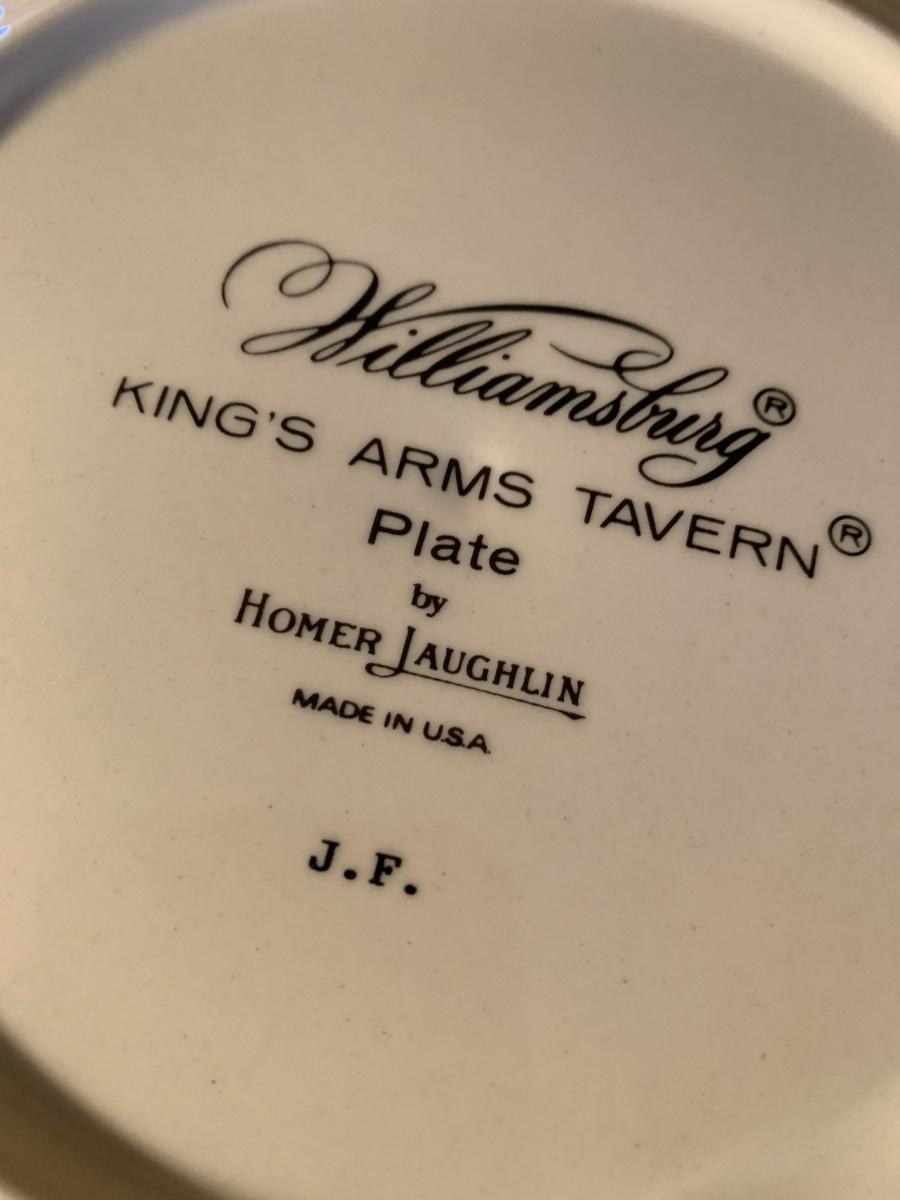 Williamsburg®
KING'S ARMS TAVERN®
Plate
by
HOMER LAUGHLIN
MADE IN U.S.A.
J.F.